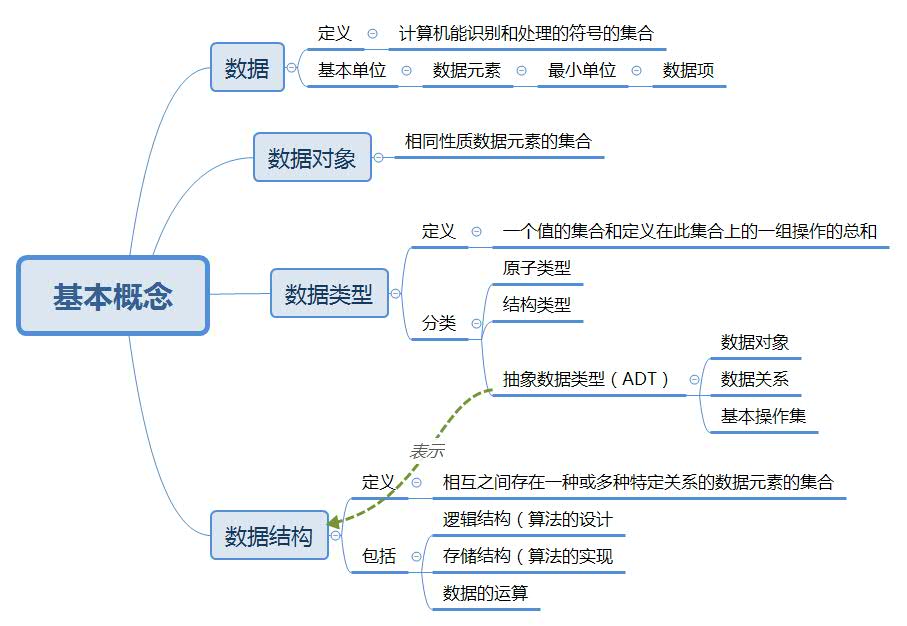 基本概念
数据
定义
计算机能识别和处理的符号的集合
基本单位
数据元素
最小单位
数据项
数据对象
相同性质数据元素的集合
数据类型
定义
一个值的集合和定义在此集合上的一组操作的总和
分类
原子类型
结构类型
抽象数据类型（ADT）
数据对象
数据关系
基本操作集
表示
数据结构
定义
相互之间存在一种或多种特定关系的数据元素的集合
包括
逻辑结构（算法的设计
存储结构（算法的实现
数据的运算